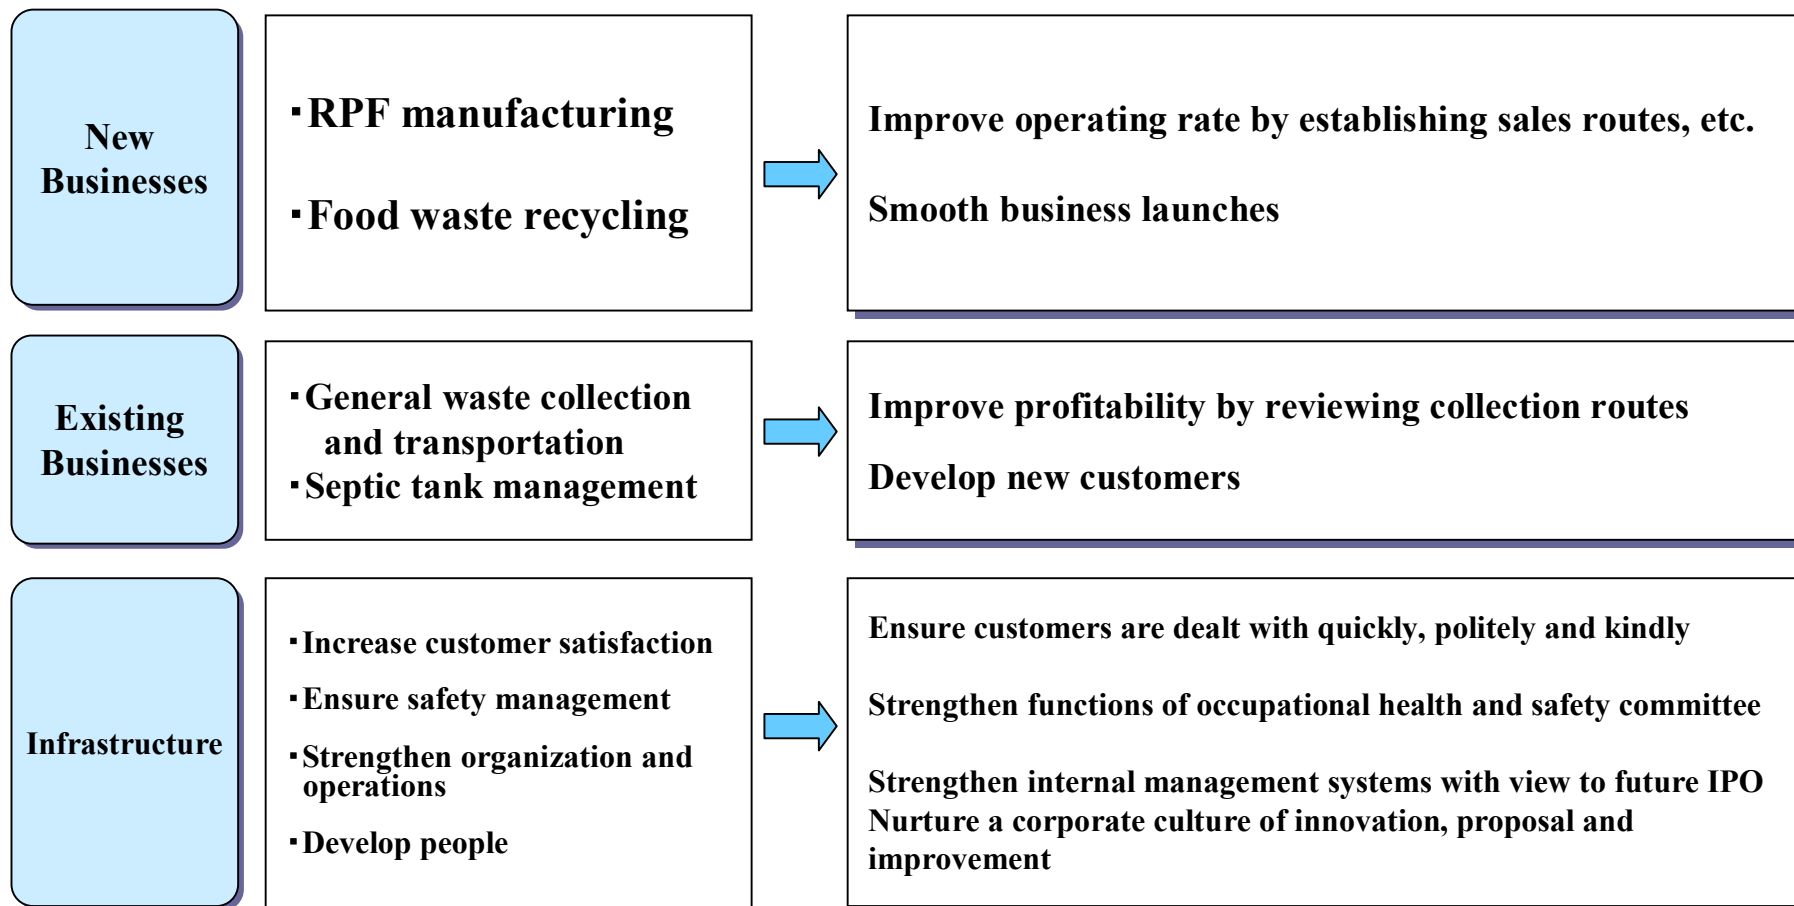 New
Businesses
▪RPF manufacturing
▪Food waste recycling
Improve operating rate by establishing sales routes, etc.
Smooth business launches
Existing
Businesses
▪General waste collection
and transportation
▪Septic tank management
Improve profitability by reviewing collection routes
Develop new customers
Infrastructure
▪Increase customer satisfaction
▪Ensure safety management
▪Strengthen organization and
operations
▪Develop people
Ensure customers are dealt with quickly, politely and kindly
Strengthen functions of occupational health and safety committee
Strengthen internal management systems with view to future IPO
Nurture a corporate culture of innovation, proposal and
improvement